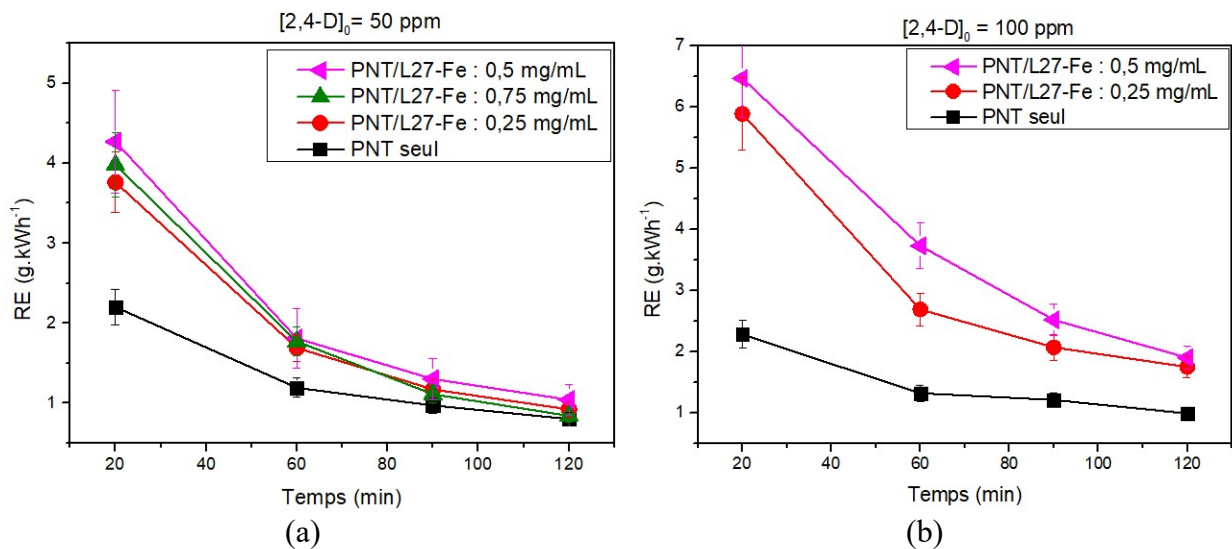 [2,4-D]₀= 50 ppm
PNT/L27-Fe : 0,5 mg/mL
PNT/L27-Fe : 0,75 mg/mL
PNT/L27-Fe : 0,25 mg/mL
PNT seul
RE (g.kWh⁻¹)
5
4
3
2
1
20 40 60 80 100 120
Temps (min)
(a)
[2,4-D]₀ = 100 ppm
PNT/L27-Fe : 0,5 mg/mL
PNT/L27-Fe : 0,25 mg/mL
PNT seul
RE (g.kWh⁻¹)
7
6
5
4
3
2
1
20 40 60 80 100 120
Temps (min)
(b)